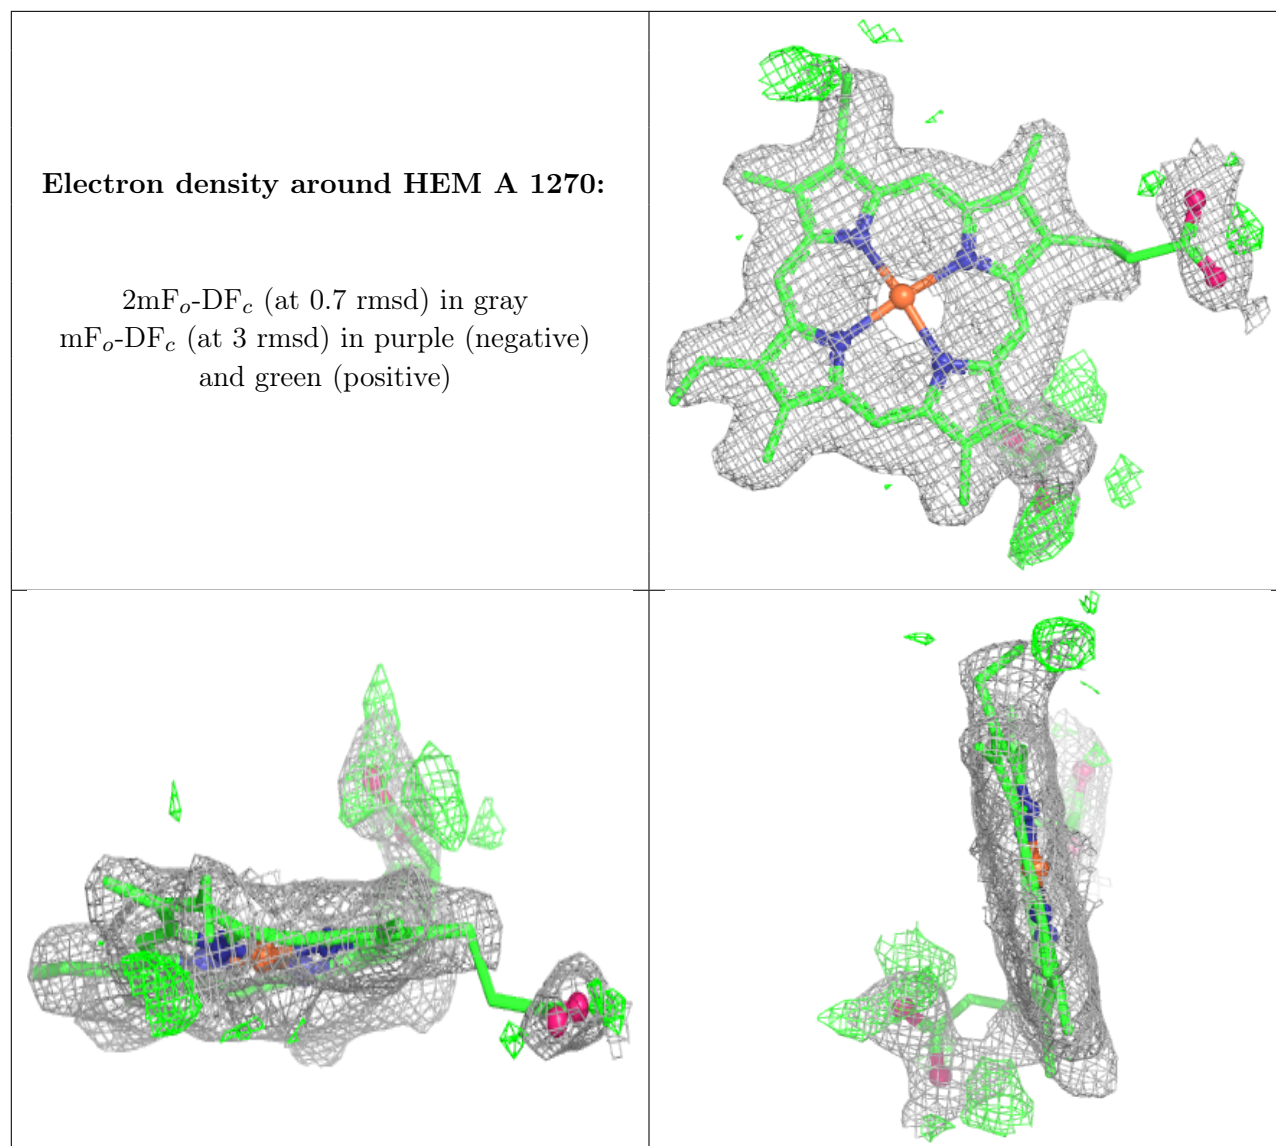 Electron density around HEM A 1270:
2mFo-DFc (at 0.7 rmsd) in gray
mFo-DFc (at 3 rmsd) in purple (negative)
and green (positive)